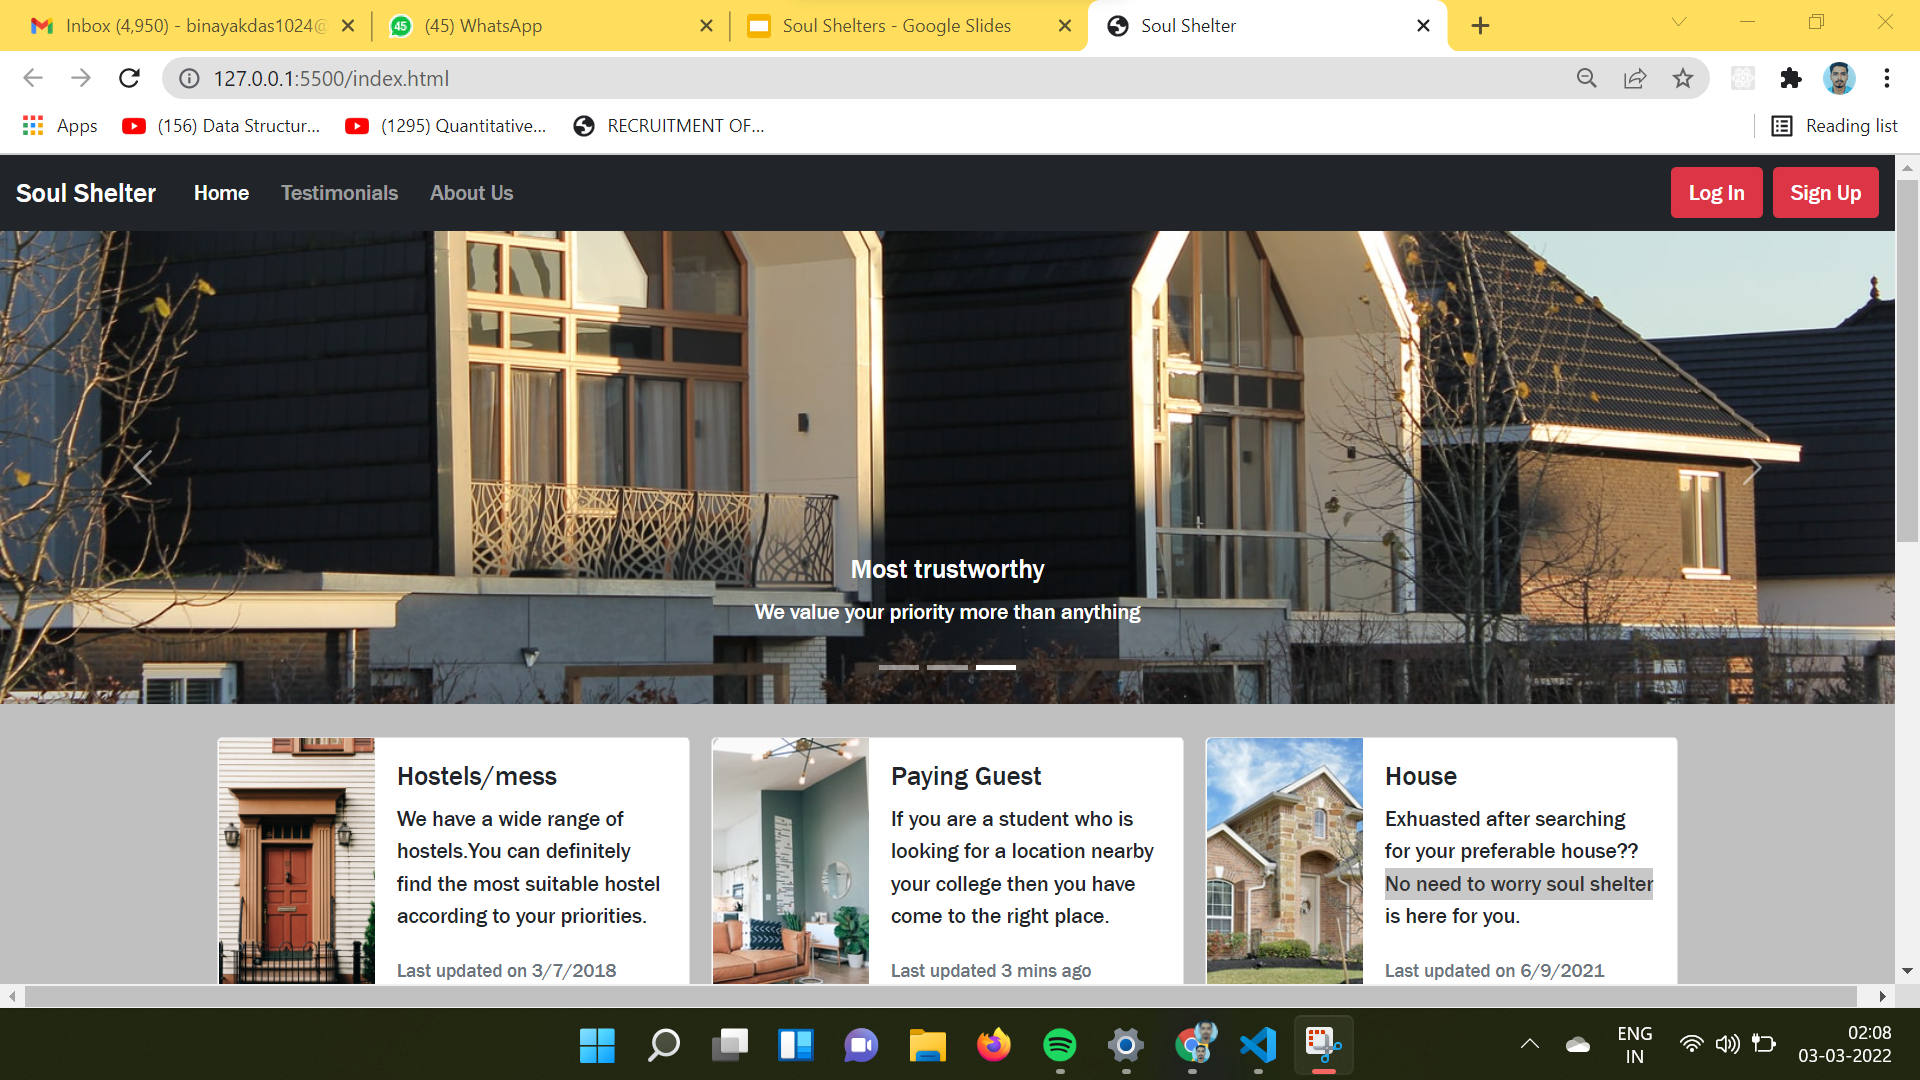 Inbox (4,950) - binayakdas1024@
(45) WhatsApp
Soul Shelters - Google Slides
Soul Shelter
127.0.0.1:5500/index.html
Apps
(156) Data Structur...
(1295) Quantitative...
RECRUITMENT OF...
Reading list
Soul Shelter
Home
Testimonials
About Us
Log In
Sign Up
Most trustworthy
We value your priority more than anything
Hostels/mess
We have a wide range of
hostels.You can definitely
find the most suitable hostel
according to your priorities.
Last updated on 3/7/2018
Paying Guest
If you are a student who is
looking for a location nearby
your college then you have
come to the right place.
Last updated 3 mins ago
House
Exhuasted after searching
for your preferable house??
No need to worry soul shelter
is here for you.
Last updated on 6/9/2021
45
ENG
IN
02:08
03-03-2022